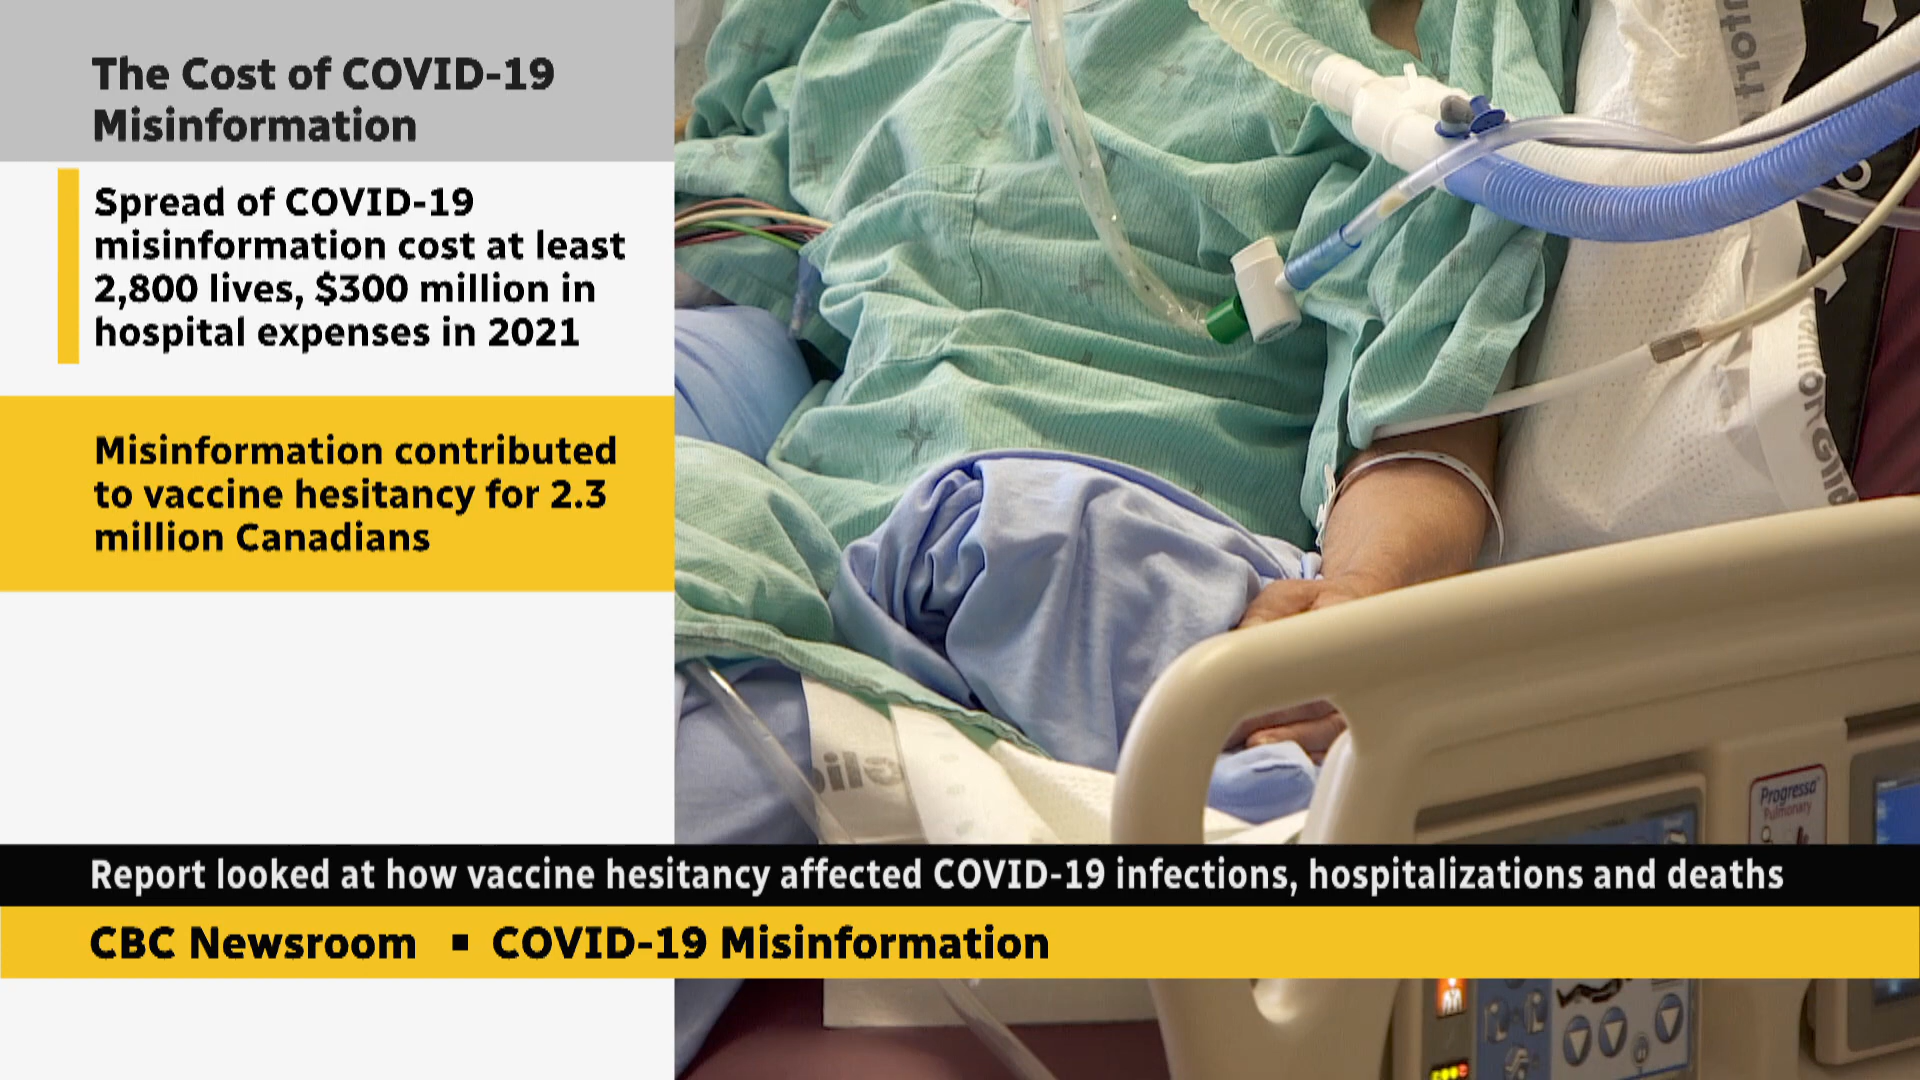 The Cost of COVID-19
Misinformation
Spread of COVID-19
misinformation cost at least
2,800 lives, $300 million in
hospital expenses in 2021
Misinformation contributed
to vaccine hesitancy for 2.3
million Canadians
Progressa
Pulmonary
Report looked at how vaccine hesitancy affected COVID-19 infections, hospitalizations and deaths
CBC Newsroom ▪ COVID-19 Misinformation